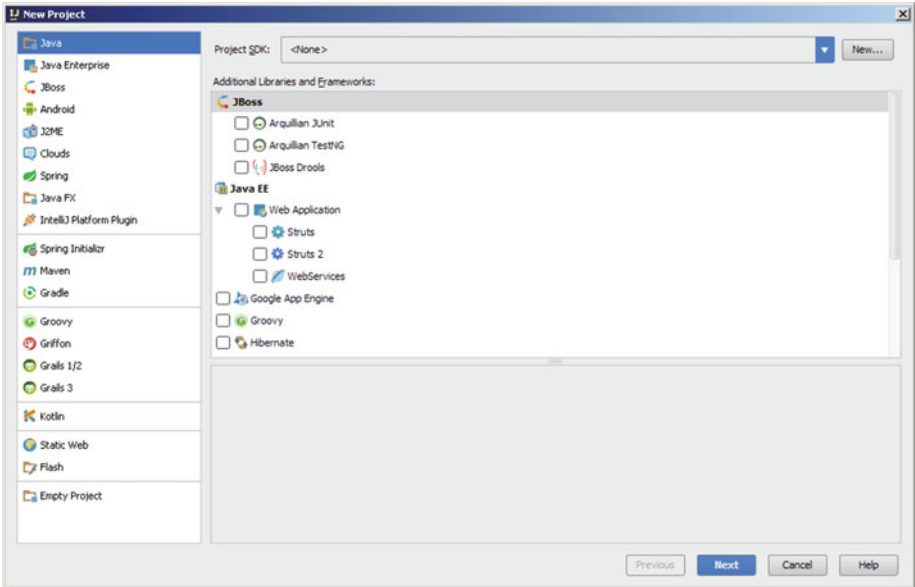 New Project
Java
Java Enterprise
JBoss
Android
J2ME
Clouds
Spring
Java FX
IntelliJ Platform Plugin
Spring Initializr
Maven
Gradle
Groovy
Griffon
Grails 1/2
Grails 3
Kotlin
Static Web
Flash
Empty Project
Project SDK: <None> New...
Additional Libraries and Frameworks:
JBoss
Arquillian JUnit
Arquillian TestNG
JBoss Drools
Java EE
Web Application
Struts
Struts 2
WebServices
Google App Engine
Groovy
Hibernate
Previous Next Cancel Help